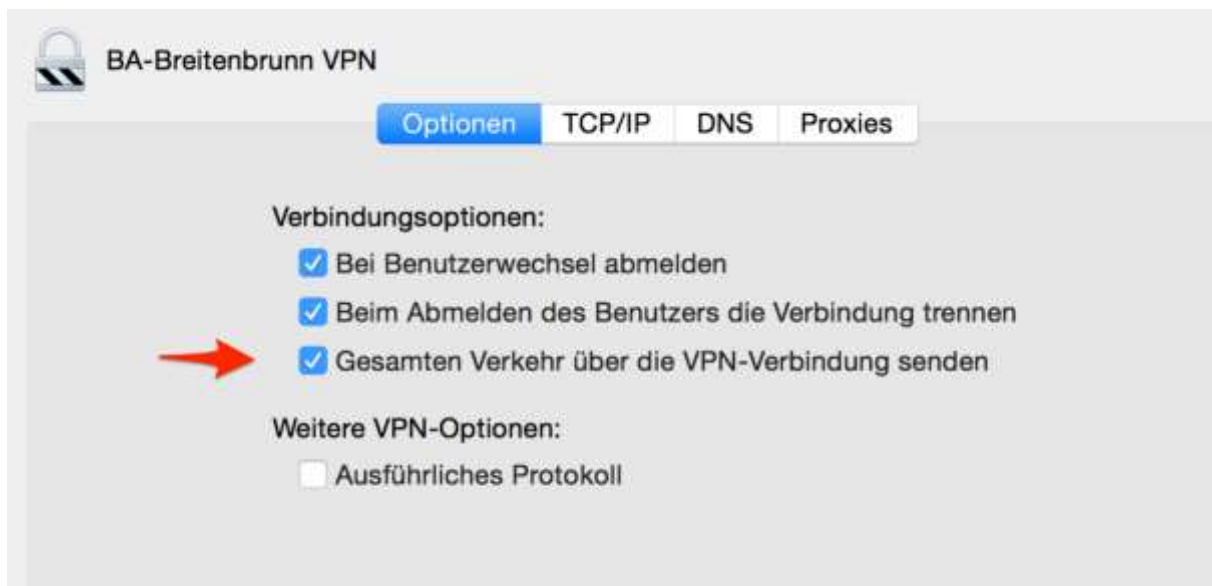 BA-Breitenbrunn VPN
Optionen TCP/IP DNS Proxies
Verbindungsoptionen:
Bei Benutzerwechsel abmelden
Beim Abmelden des Benutzers die Verbindung trennen
Gesamten Verkehr über die VPN-Verbindung senden
Weitere VPN-Optionen:
Ausführliches Protokoll